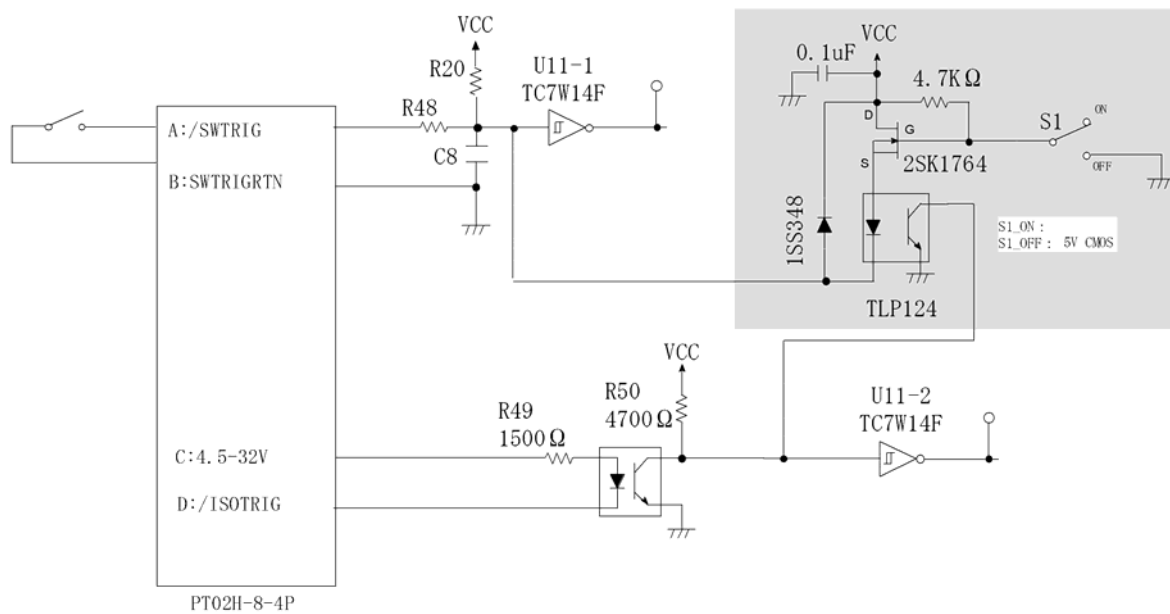 VCC
R20
U11-1
TC7W14F
R48
C8
A:/SWTRIG
B:SWTRIGRTN
VCC
0.1uF
4.7KΩ
D
G
S
2SK1764
S1
ON
OFF
1SS348
S1_ON :
S1_OFF : 5V CMOS
TLP124
VCC
R50
4700Ω
R49
1500Ω
U11-2
TC7W14F
C:4.5-32V
D:/ISOTRIG
PT02H-8-4P